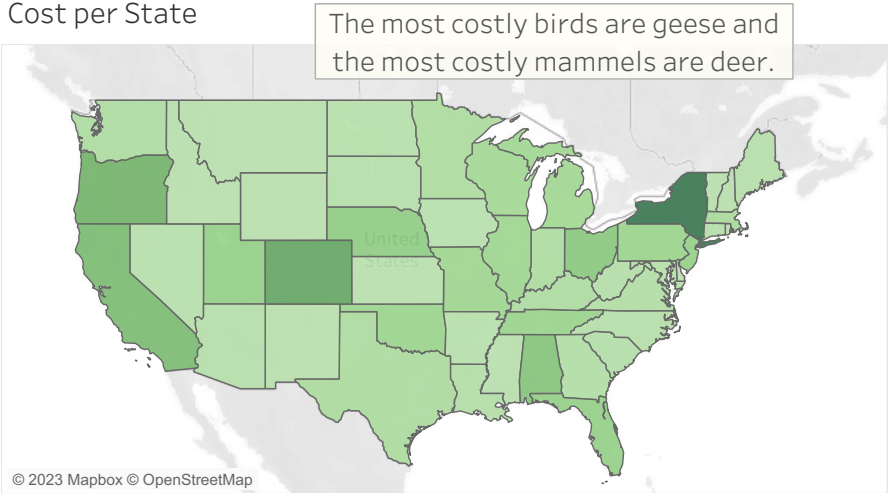 Cost per State
The most costly birds are geese and
the most costly mammels are deer.
United
States
© 2023 Mapbox © OpenStreetMap